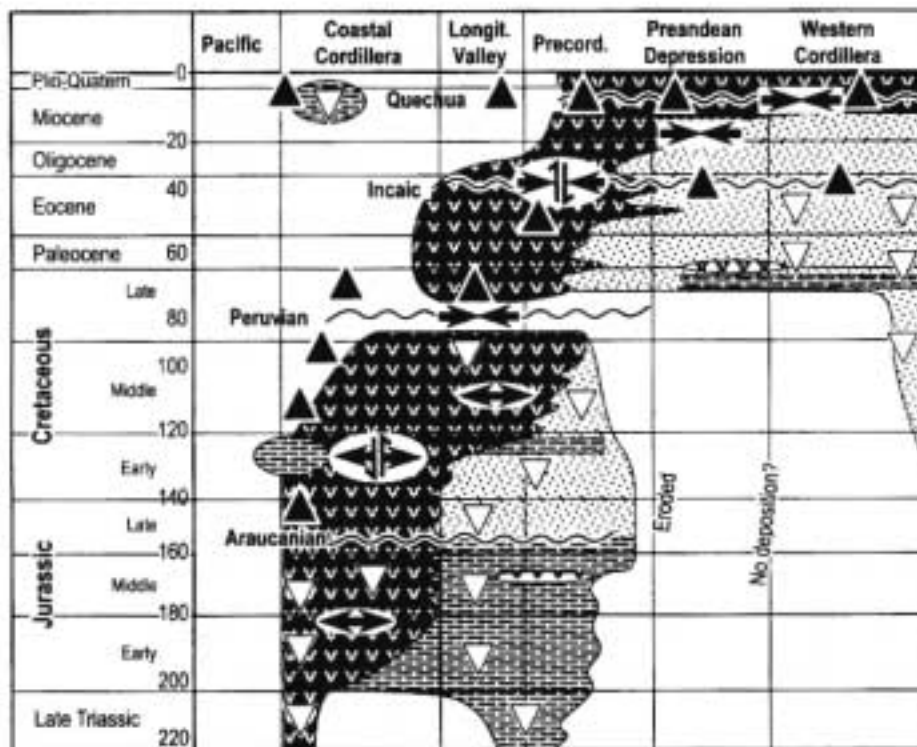 Pacific
Coastal
Cordillera
Longit.
Valley
Precord.
Preandean
Depression
Western
Cordillera
Plio-Quatern
0
Quechua
Miocene
20
Oligocene
40
Incaic
Eocene
Paleocene
60
Late
Peruvian
80
Cretaceous
100
Middle
120
Early
140
Eroded
No deposition?
Late
Araucanian
160
Jurassic
Middle
180
Early
200
Late Triassic
220